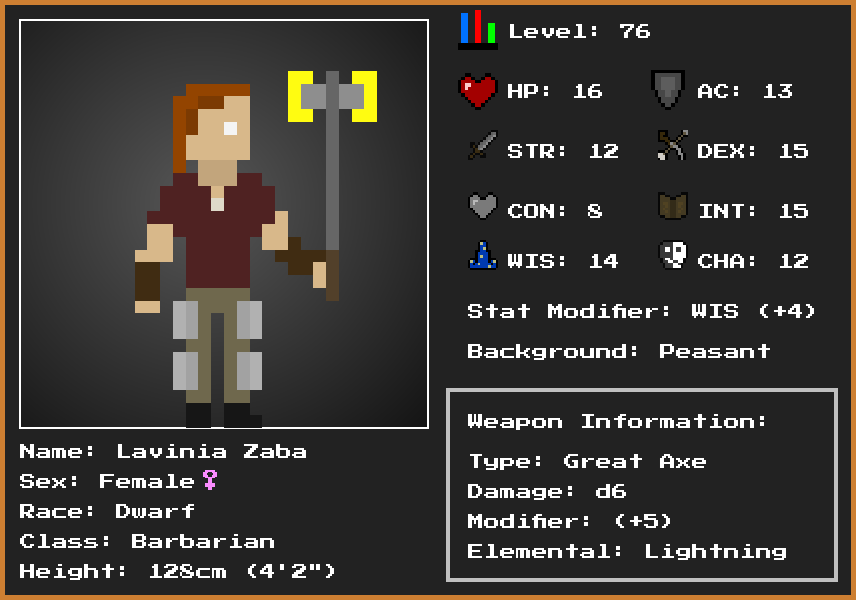 Level: 76
HP: 16
AC: 13
STR: 12
DEX: 15
CON: 8
INT: 15
WIS: 14
CHA: 12
Stat Modifier: WIS (+4)
Background: Peasant
Weapon Information:
Type: Great Axe
Damage: d6
Modifier: (+5)
Elemental: Lightning
Name: Lavinia Zaba
Sex: Female♀
Race: Dwarf
Class: Barbarian
Height: 128cm (4'2")